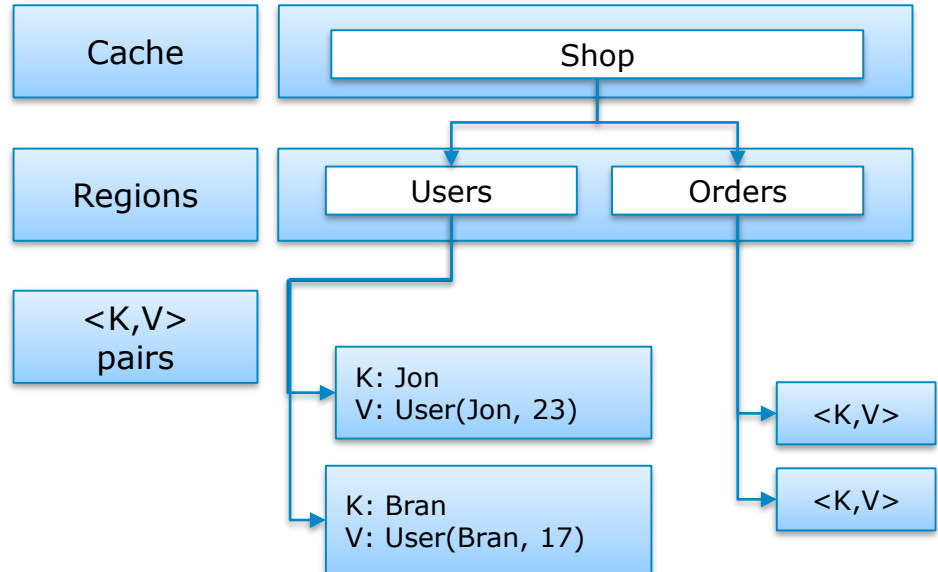 Cache
Shop
Regions
Users
Orders
<K,V>
pairs
K: Jon
V: User(Jon, 23)
<K,V>
K: Bran
V: User(Bran, 17)
<K,V>